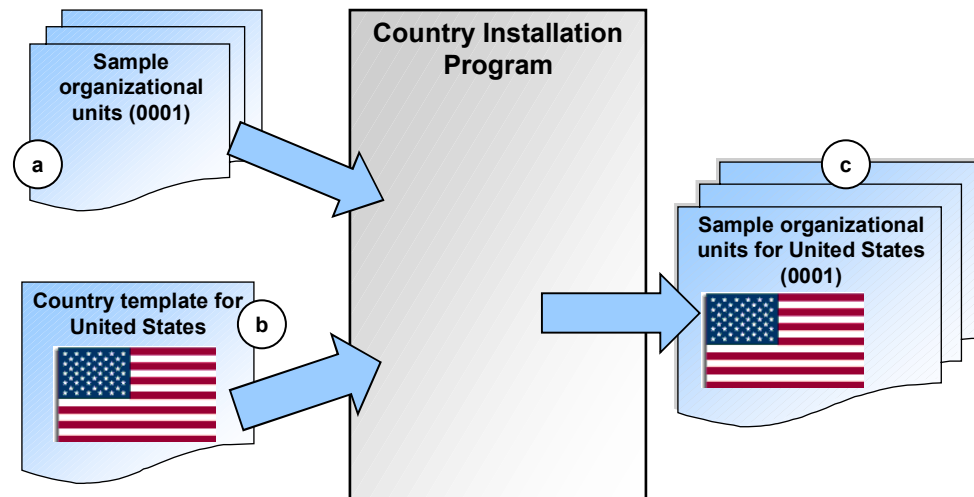 Sample
organizational
units (0001)
a
Country Installation
Program
c
Sample organizational
units for United States
(0001)
Country template for
United States
b